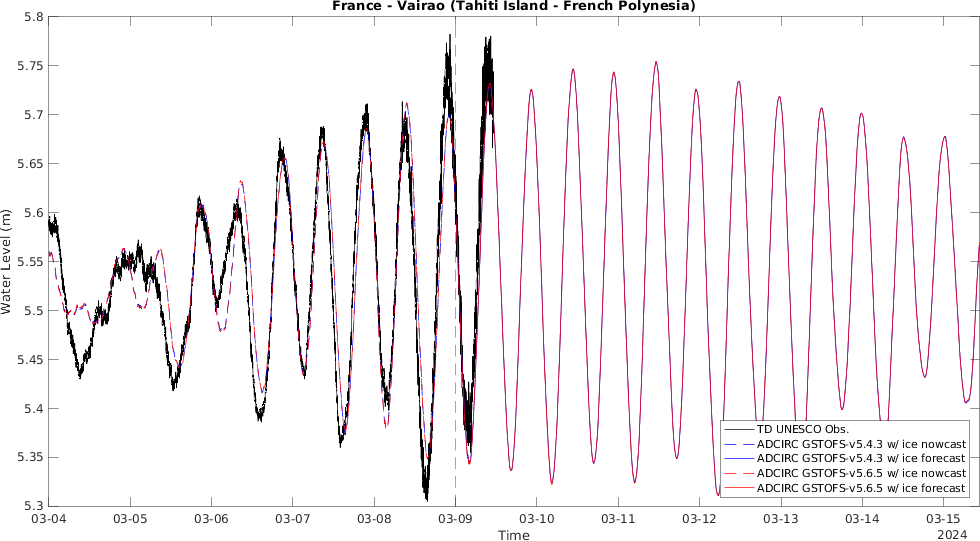 France - Vairao (Tahiti Island - French Polynesia)
5.8
5.75
5.7
5.65
5.6
5.55
5.5
5.45
5.4
5.35
5.3
Water Level (m)
TD UNESCO Obs.
ADCIRC GSTOFS-v5.4.3 w/ ice nowcast
ADCIRC GSTOFS-v5.4.3 w/ ice forecast
ADCIRC GSTOFS-v5.6.5 w/ ice nowcast
ADCIRC GSTOFS-v5.6.5 w/ ice forecast
03-04 03-05 03-06 03-07 03-08 03-09 03-10 03-11 03-12 03-13 03-14 03-15
Time
2024